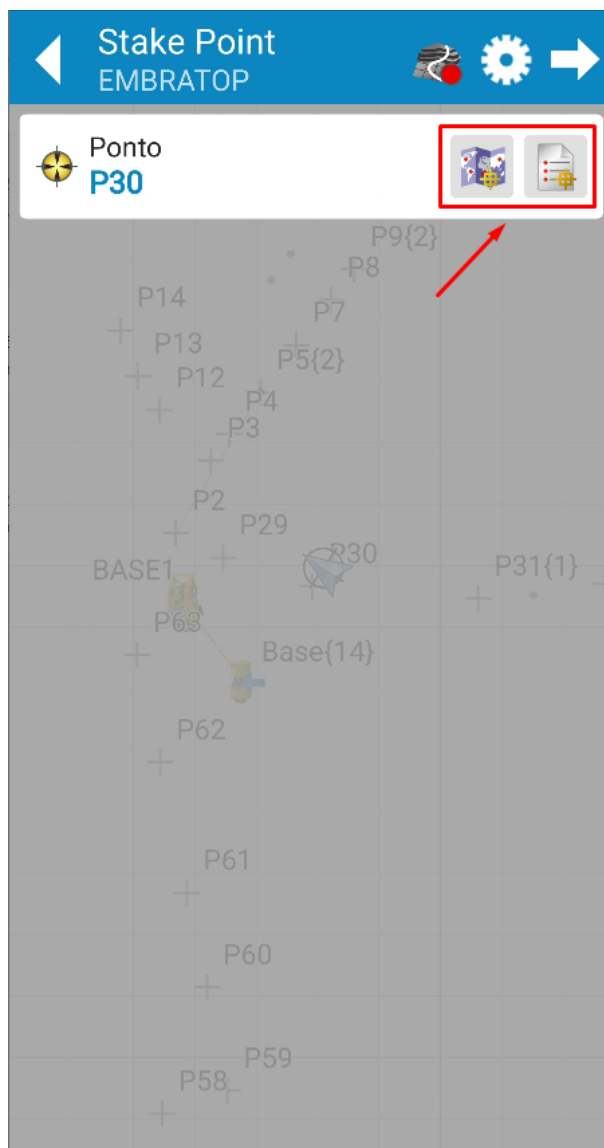 Stake Point
EMBRATOP
Ponto
P30
P9{2}
P8
P14
P7
P13
P5{2}
P12
P4
P3
P2
P29
P30
P31{1}
BASE1
P63
Base{14}
P62
P61
P60
P59
P58